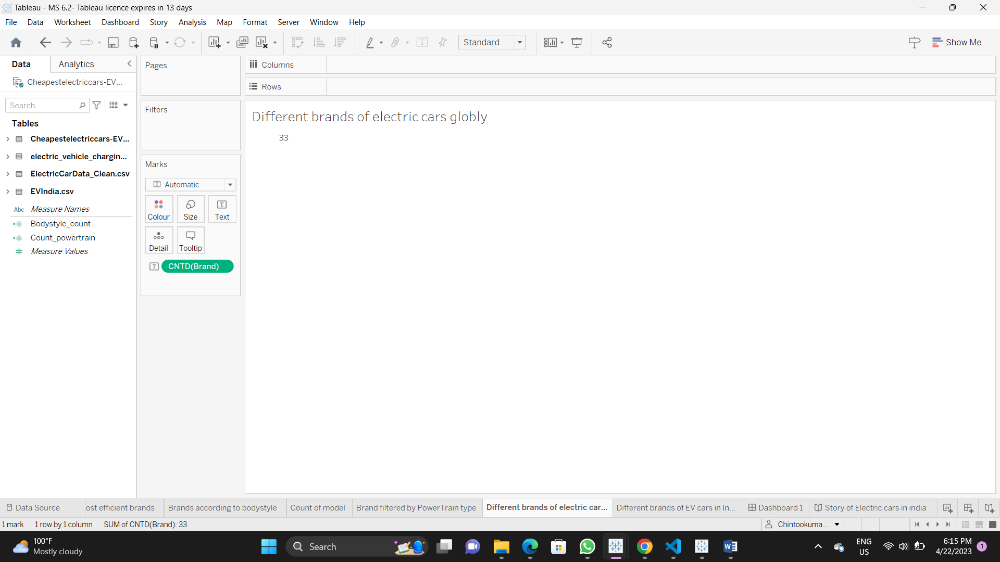 Tableau - MS 6.2- Tableau licence expires in 13 days
File Data Worksheet Dashboard Story Analysis Map Format Server Window Help
Standard
Show Me
Data Analytics
Cheapestelectriccars-EV...
Search
Tables
Cheapestelectriccars-EV...
electric_vehicle_chargin...
ElectricCarData_Clean.csv
EVIndia.csv
Abc Measure Names
Bodystyle_count
Count_powertrain
Measure Values
Pages
Filters
Marks
Automatic
Colour Size Text
Detail Tooltip
CNTD(Brand)
Columns
Rows
Different brands of electric cars globly
33
Data Source ost efficient brands Brands according to bodystyle Count of model Brand filtered by PowerTrain type Different brands of electric car... Different brands of EV cars in In... Dashboard 1 Story of Electric cars in india
1 mark 1 row by 1 column SUM of CNTD(Brand): 33 Chintookuma...
100°F
Mostly cloudy
Search
ENG
US
6:15 PM
4/22/2023
1